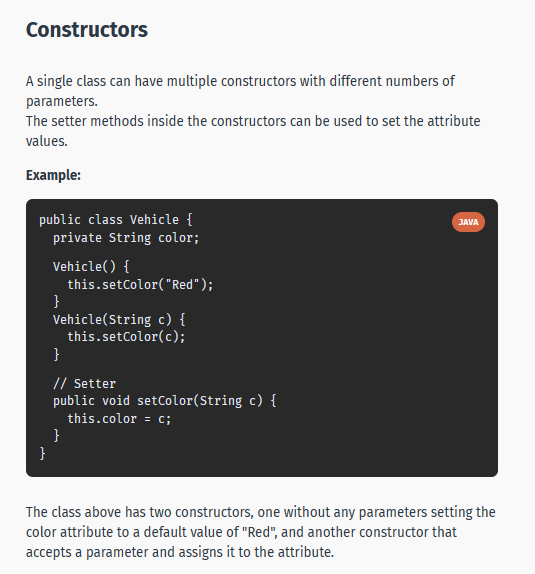 Constructors
A single class can have multiple constructors with different numbers of
parameters.
The setter methods inside the constructors can be used to set the attribute
values.
Example:
JAVA
public class Vehicle {
  private String color;
  Vehicle() {
    this.setColor("Red");
  }
  Vehicle(String c) {
    this.setColor(c);
  }
  // Setter
  public void setColor(String c) {
    this.color = c;
  }
}
The class above has two constructors, one without any parameters setting the
color attribute to a default value of "Red", and another constructor that
accepts a parameter and assigns it to the attribute.